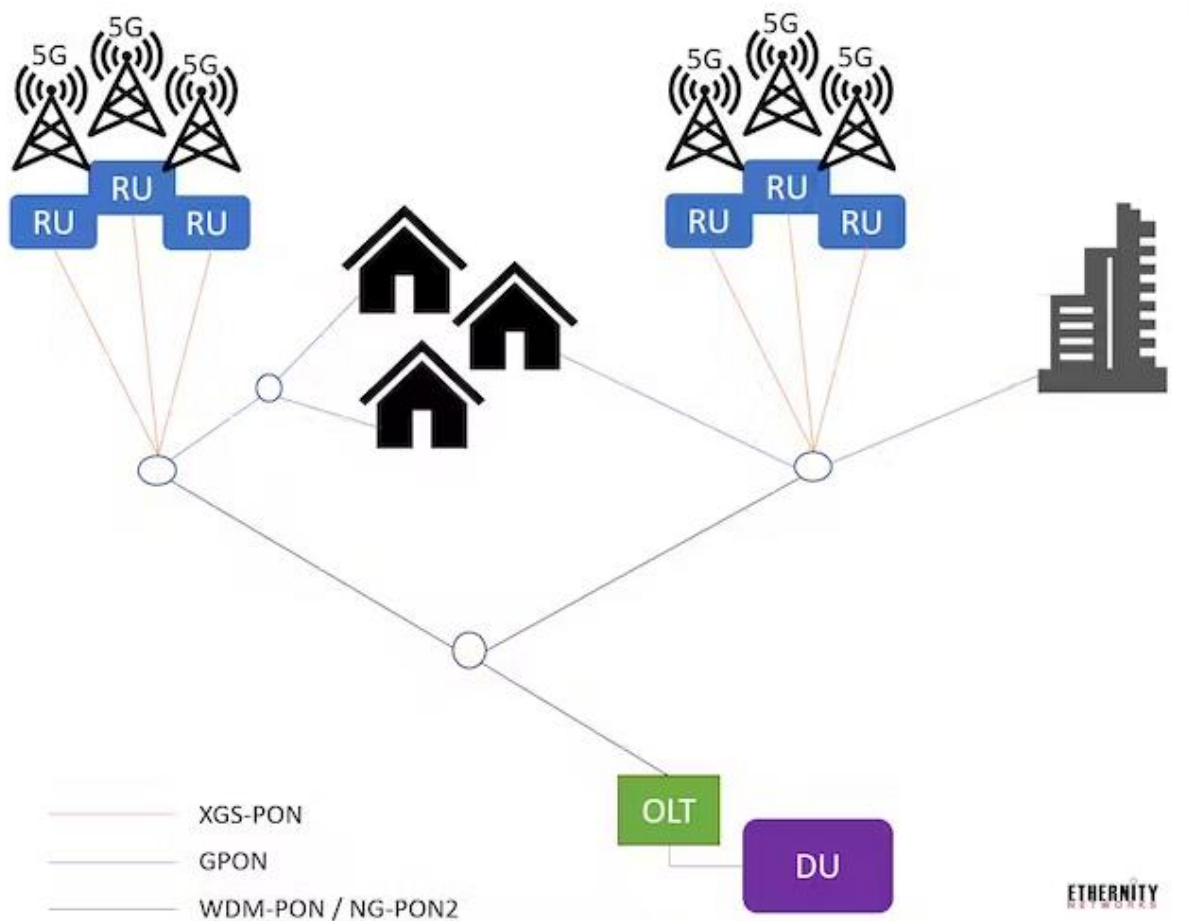 5G
5G
5G
5G
5G
5G
RU
RU
RU
RU
RU
RU
OLT
DU
XGS-PON
GPON
WDM-PON / NG-PON2
ETHERNITY
NETWORKS